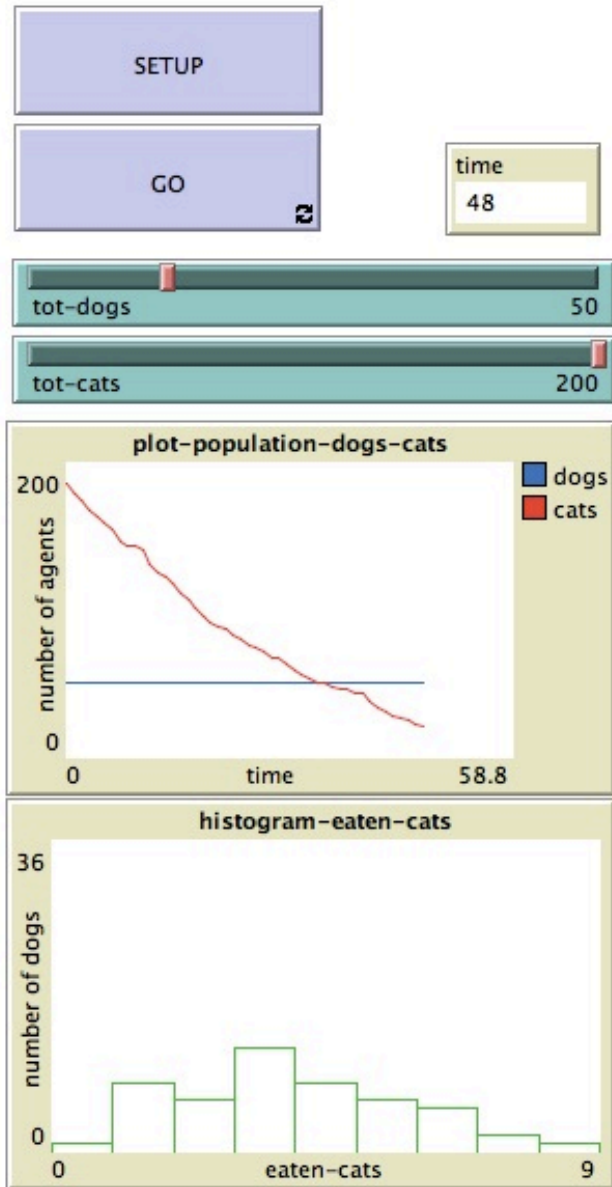 SETUP
GO
time
48
tot-dogs 50
tot-cats 200
plot-population-dogs-cats
200
number of agents
0
0 time 58.8
dogs
cats
histogram-eaten-cats
36
number of dogs
0
0 eaten-cats 9